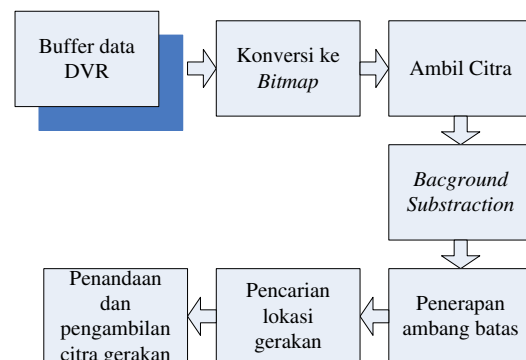 Buffer data
DVR
Konversi ke
Bitmap
Ambil Citra
Bacground
Substraction
Penerapan
ambang batas
Pencarian
lokasi
gerakan
Penandaan
dan
pengambilan
citra gerakan